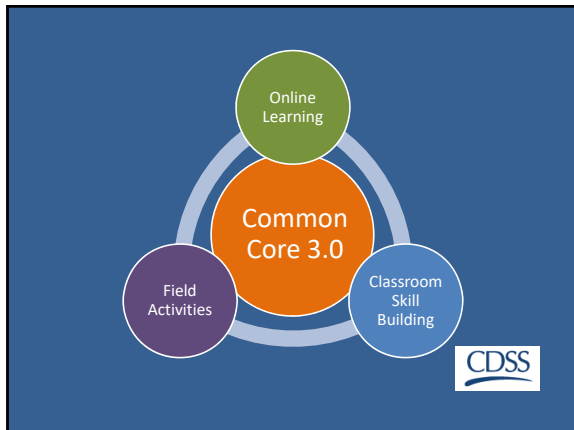 Online
Learning
Common
Core 3.0
Field
Activities
Classroom
Skill
Building
CDSS